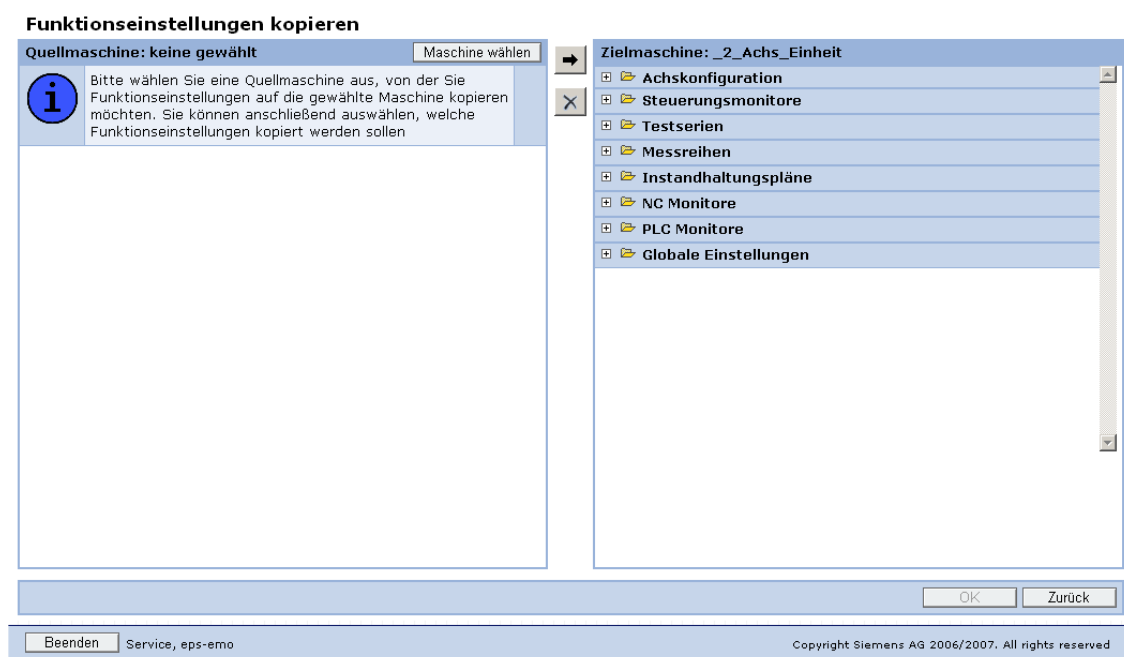 Funktionseinstellungen kopieren
Quellmaschine: keine gewählt
Maschine wählen
Bitte wählen Sie eine Quellmaschine aus, von der Sie
Funktionseinstellungen auf die gewählte Maschine kopieren
möchten. Sie können anschließend auswählen, welche
Funktionseinstellungen kopiert werden sollen
Zielmaschine: _2_Achs_Einheit
Achskonfiguration
Steuerungsmonitore
Testserien
Messreihen
Instandhaltungspläne
NC Monitore
PLC Monitore
Globale Einstellungen
OK
Zurück
Beenden
Service, eps-emo
Copyright Siemens AG 2006/2007. All rights reserved